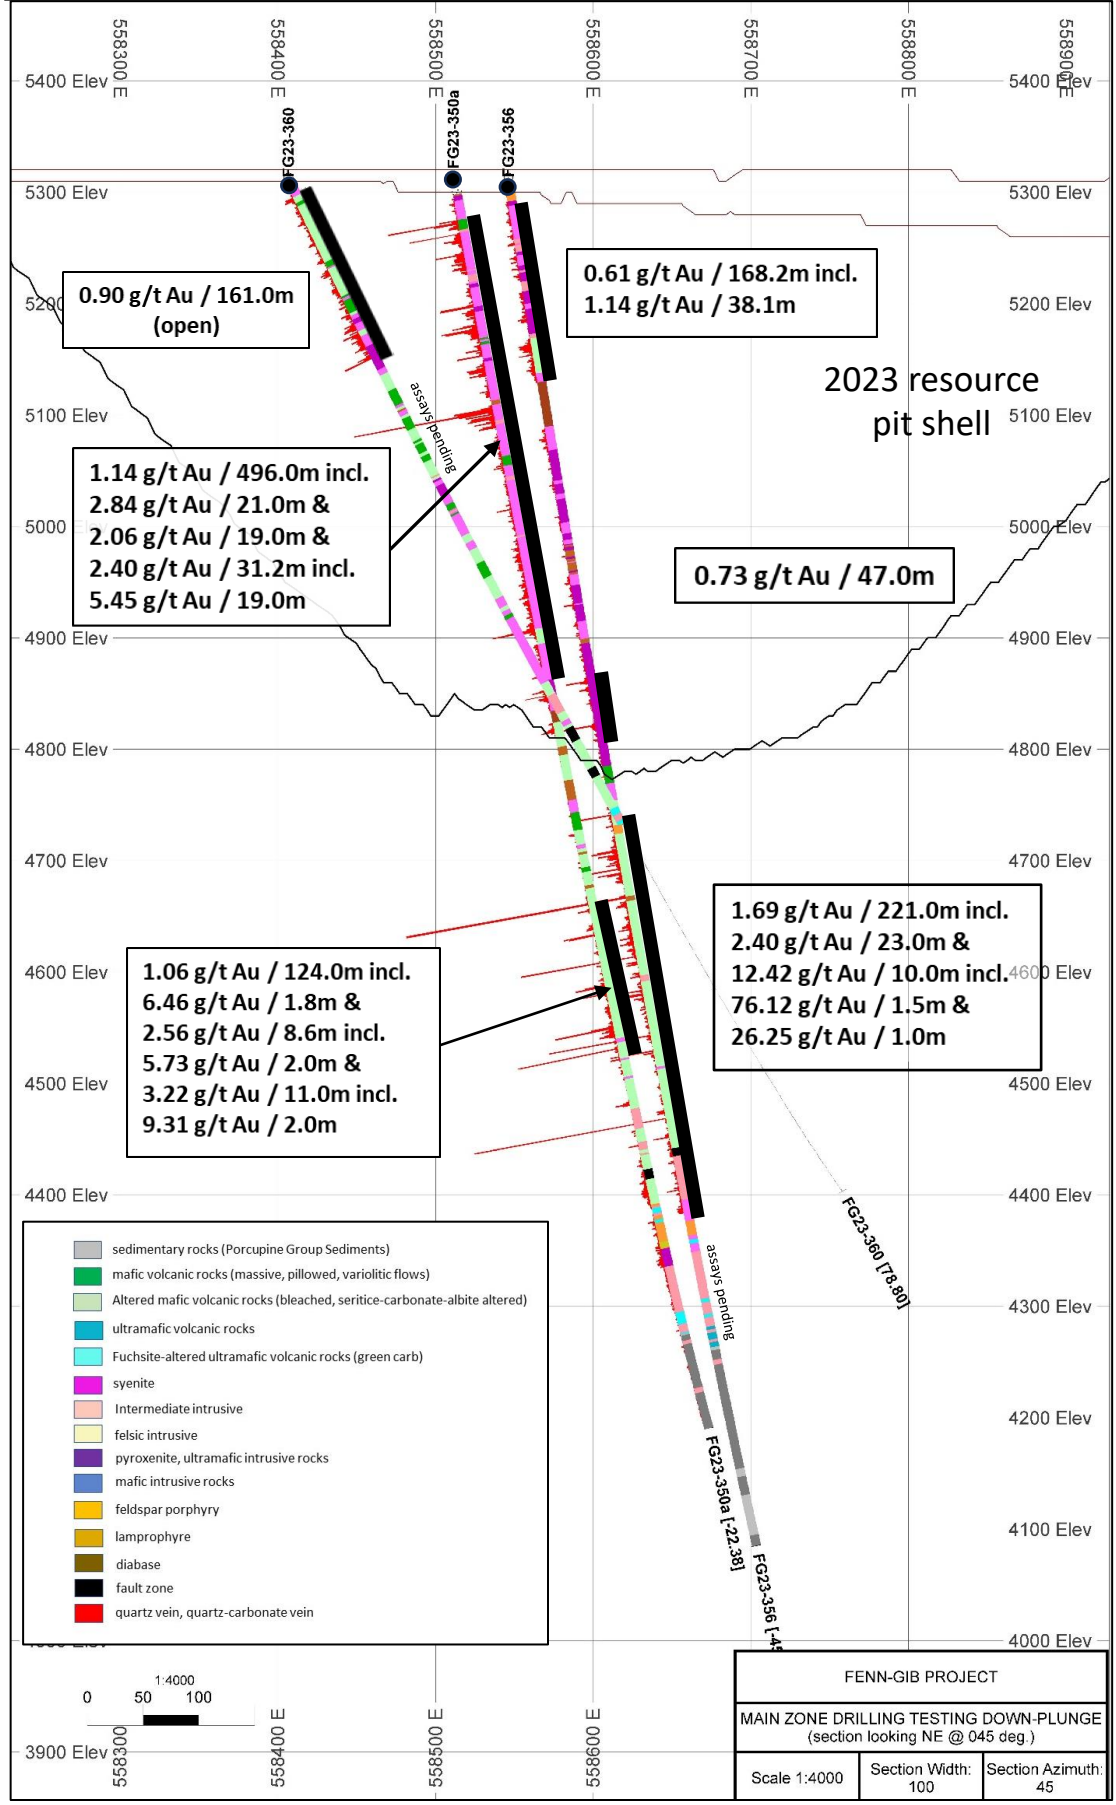 558300 E
558400 E
558500 E
558600 E
558700 E
558800 E
558900 E
5400 Elev
5400 Elev
FG23-360
FG23-350a
FG23-356
5300 Elev
5300 Elev
0.90 g/t Au / 161.0m
(open)
0.61 g/t Au / 168.2m incl.
1.14 g/t Au / 38.1m
5200
5200 Elev
2023 resource
pit shell
5100 Elev
5100 Elev
assays pending
1.14 g/t Au / 496.0m incl.
2.84 g/t Au / 21.0m &
2.06 g/t Au / 19.0m &
2.40 g/t Au / 31.2m incl.
5.45 g/t Au / 19.0m
5000 Elev
5000 Elev
0.73 g/t Au / 47.0m
4900 Elev
4900 Elev
4800 Elev
4800 Elev
4700 Elev
4700 Elev
1.69 g/t Au / 221.0m incl.
2.40 g/t Au / 23.0m &
12.42 g/t Au / 10.0m incl.
76.12 g/t Au / 1.5m &
26.25 g/t Au / 1.0m
4600 Elev
4600 Elev
1.06 g/t Au / 124.0m incl.
6.46 g/t Au / 1.8m &
2.56 g/t Au / 8.6m incl.
5.73 g/t Au / 2.0m &
3.22 g/t Au / 11.0m incl.
9.31 g/t Au / 2.0m
4500 Elev
4500 Elev
4400 Elev
4400 Elev
FG23-360 [78.80]
assays pending
4300 Elev
4200 Elev
4100 Elev
4000 Elev
FG23-350a [-22.38]
FG23-356 [-45
sedimentary rocks (Porcupine Group Sediments)
mafic volcanic rocks (massive, pillowed, variolitic flows)
Altered mafic volcanic rocks (bleached, seritice-carbonate-albite altered)
ultramafic volcanic rocks
Fuchsite-altered ultramafic volcanic rocks (green carb)
syenite
Intermediate intrusive
felsic intrusive
pyroxenite, ultramafic intrusive rocks
mafic intrusive rocks
feldspar porphyry
lamprophyre
diabase
fault zone
quartz vein, quartz-carbonate vein
1:4000
0 50 100
3900 Elev
558300
558400 E
558500 E
558600 E
FENN-GIB PROJECT
MAIN ZONE DRILLING TESTING DOWN-PLUNGE
(section looking NE @ 045 deg.)
Scale 1:4000
Section Width:
100
Section Azimuth:
45